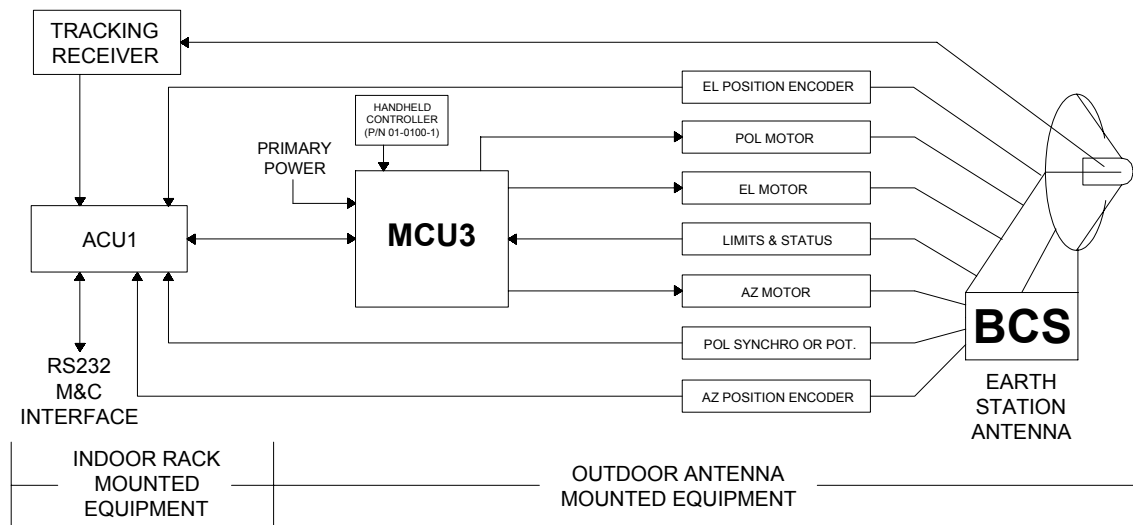 TRACKING
RECEIVER
EL POSITION ENCODER
HANDHELD
CONTROLLER
(P/N 01-0100-1)
POL MOTOR
PRIMARY
POWER
EL MOTOR
ACU1
MCU3
LIMITS & STATUS
AZ MOTOR
BCS
POL SYNCHRO OR POT.
RS232
M&C
INTERFACE
AZ POSITION ENCODER
EARTH
STATION
ANTENNA
INDOOR RACK
MOUNTED
EQUIPMENT
OUTDOOR ANTENNA
MOUNTED EQUIPMENT